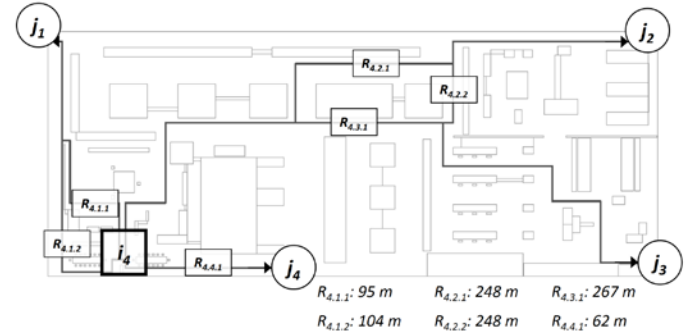 j1
j2
R4.2.1
R4.2.2
R4.3.1
R4.1.1
R4.1.2
i4
R4.4.1
j4
j3
R4.1.1: 95 m R4.2.1: 248 m R4.3.1: 267 m
R4.1.2: 104 m R4.2.2: 248 m R4.4.1: 62 m